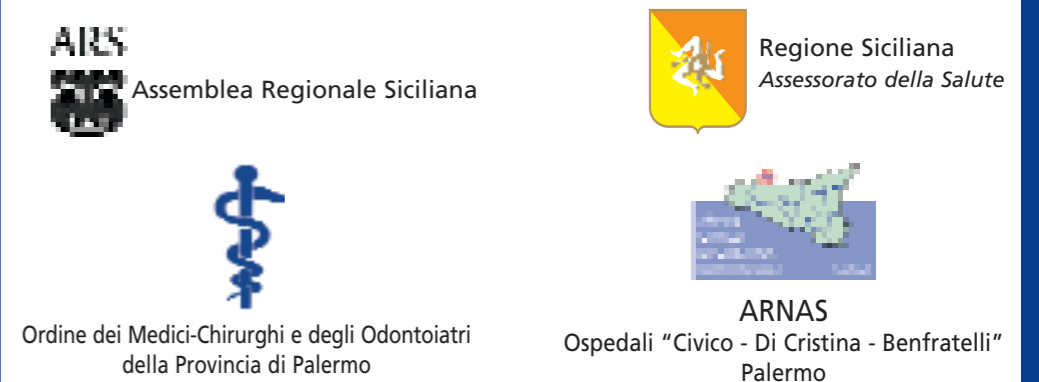 ARS
Assemblea Regionale Siciliana
Regione Siciliana
Assessorato della Salute
Ordine dei Medici-Chirurghi e degli Odontoiatri
della Provincia di Palermo
ARNAS
Ospedali “Civico - Di Cristina - Benfratelli”
Palermo